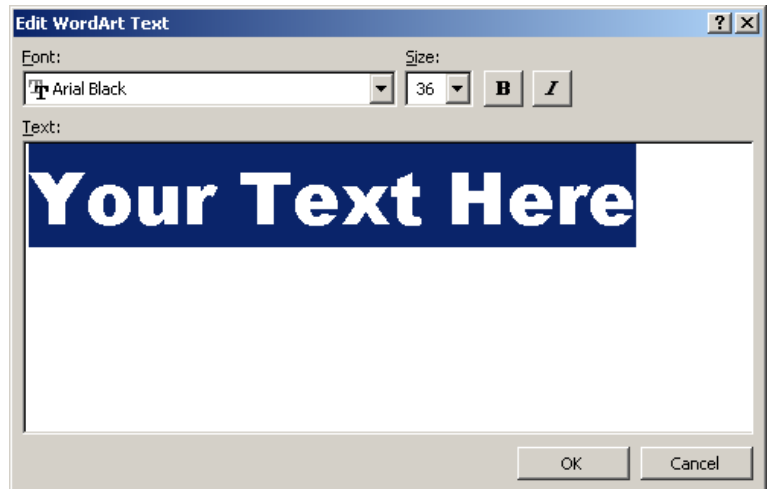 Edit WordArt Text
Font:
Size:
Arial Black
36
B
I
Text:
Your Text Here
OK
Cancel